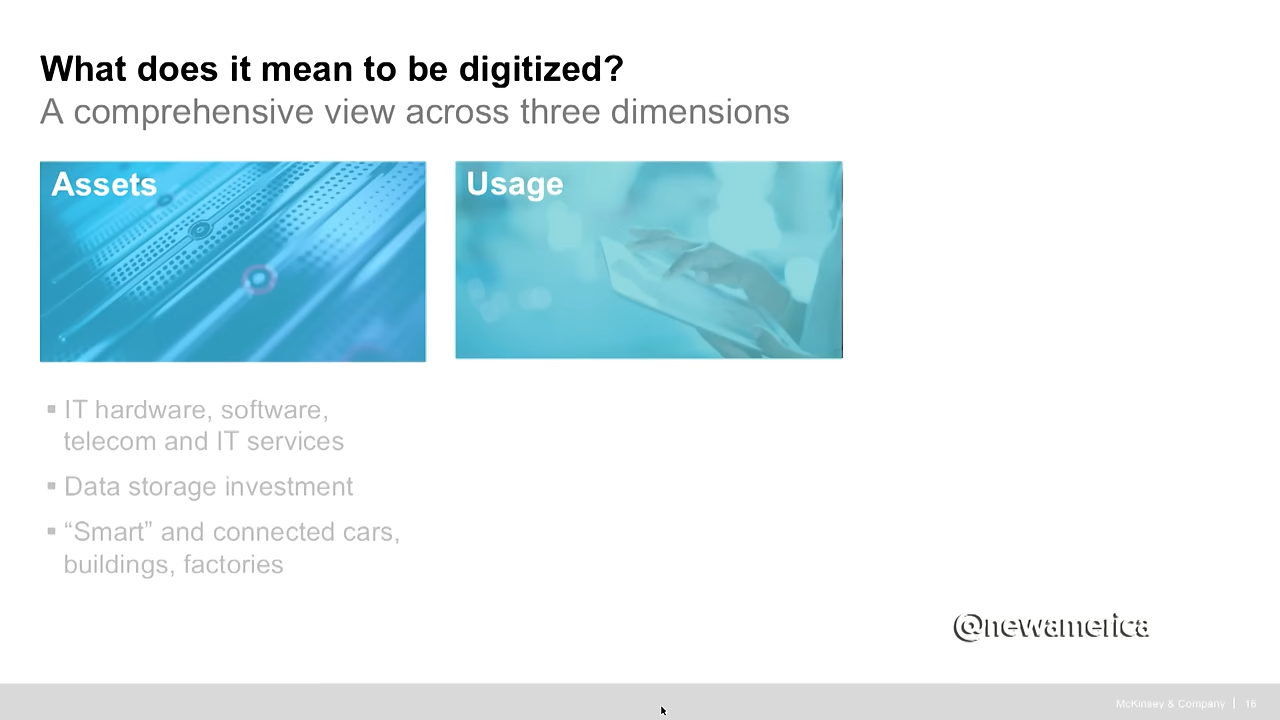 What does it mean to be digitized?
A comprehensive view across three dimensions
Assets
Usage
▪ IT hardware, software,
telecom and IT services
▪ Data storage investment
▪ “Smart” and connected cars,
buildings, factories
@newamerica
McKinsey & Company | 16